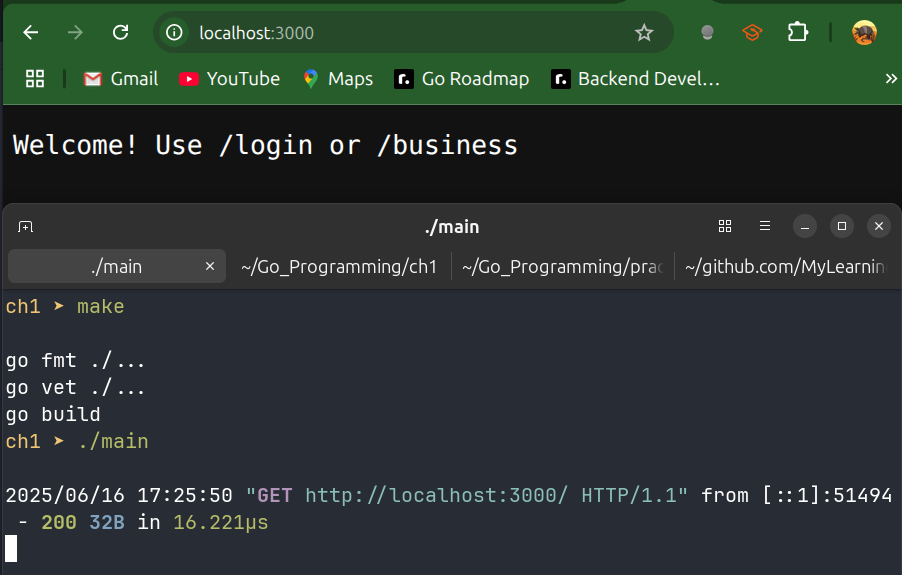 localhost:3000
Gmail YouTube Maps r. Go Roadmap r. Backend Devel... »
Welcome! Use /login or /business
./main
./main × ~/Go_Programming/ch1 ~/Go_Programming/prac ~/github.com/MyLearnin
ch1 ➤ make
go fmt ./...
go vet ./...
go build
ch1 ➤ ./main
2025/06/16 17:25:50 "GET http://localhost:3000/ HTTP/1.1" from [::1]:51494
- 200 32B in 16.221µs